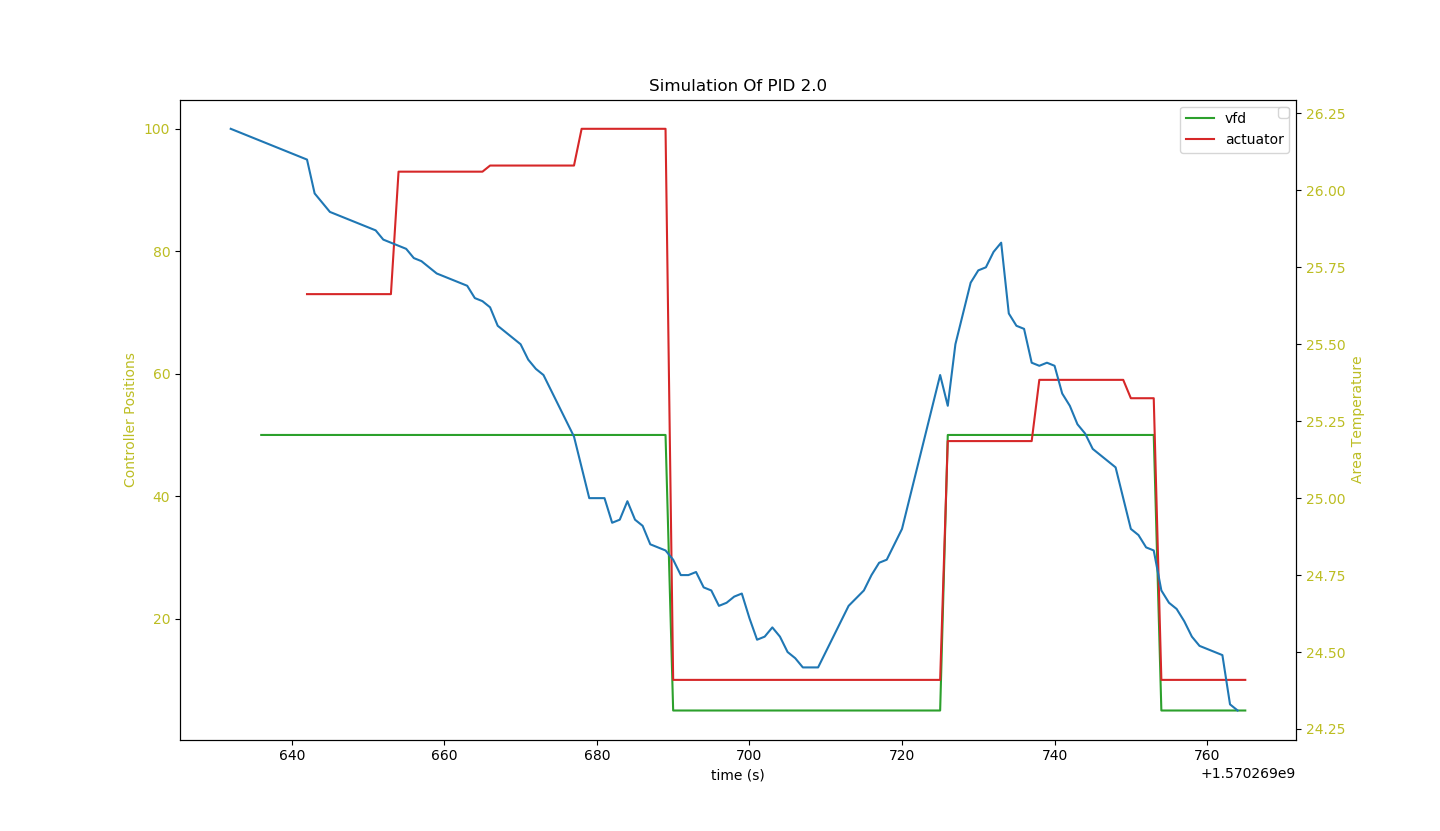 Simulation Of PID 2.0
vfd
actuator
100
80
60
40
20
Controller Positions
26.25
26.00
25.75
25.50
25.25
25.00
24.75
24.50
24.25
Area Temperature
640 660 680 700 720 740 760
time (s)
+1.570269e9